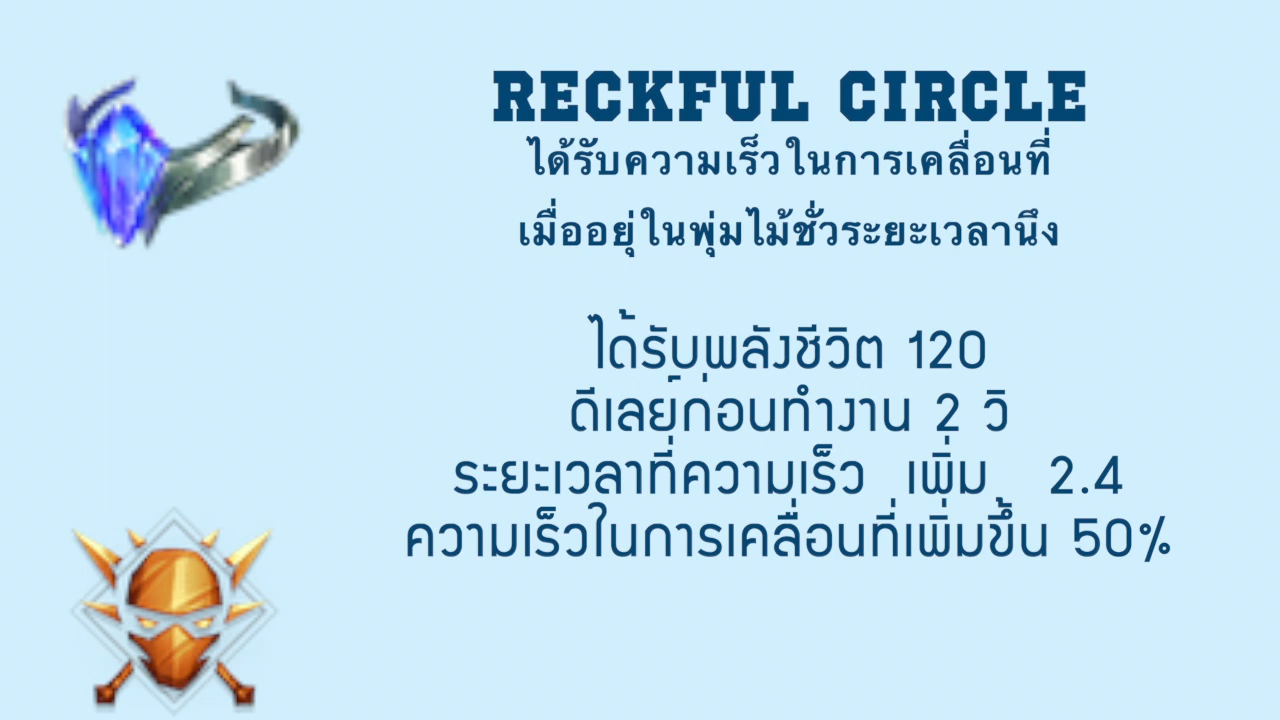 RECKFUL CIRCLE
ได้รับความเร็วในการเคลื่อนที่
เมื่ออยู่ในพุ่มไม้ชั่วระยะเวลานึง
ได้รับพลังชีวิต 120
ดีเลย์ก่อนทำงาน 2 วิ
ระยะเวลาที่ความเร็ว เพิ่ม 2.4
ความเร็วในการเคลื่อนที่เพิ่มขึ้น 50%